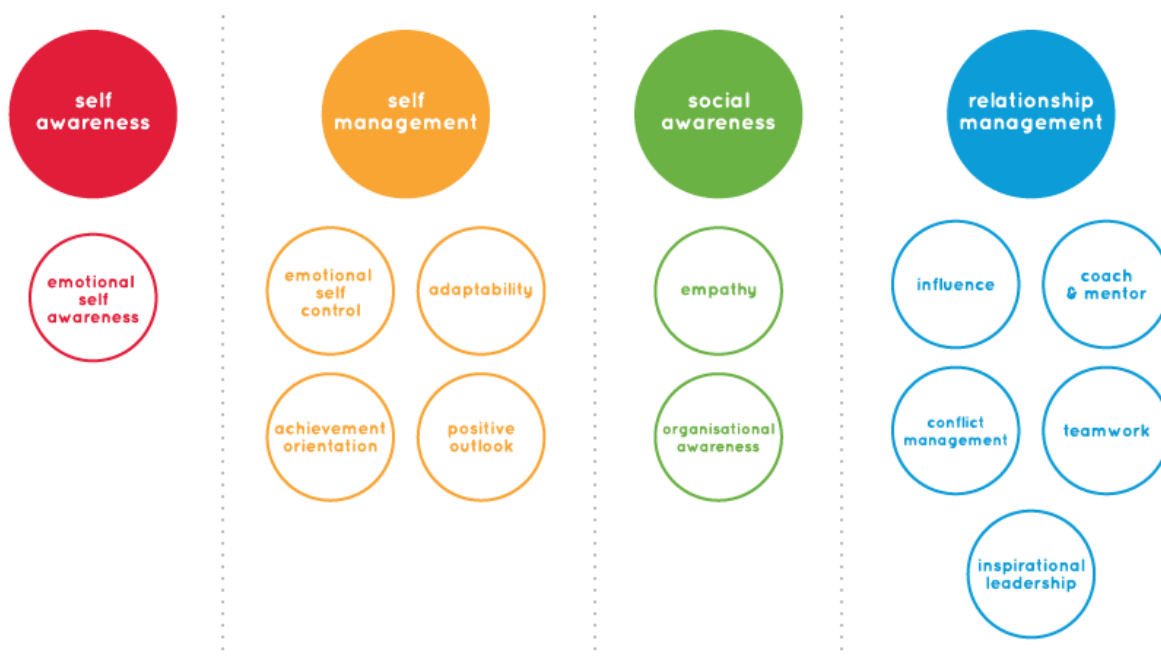 self
awareness
self
management
social
awareness
relationship
management
emotional
self
awareness
emotional
self
control
adaptability
achievement
orientation
positive
outlook
empathy
organisational
awareness
influence
coach
& mentor
conflict
management
teamwork
inspirational
leadership